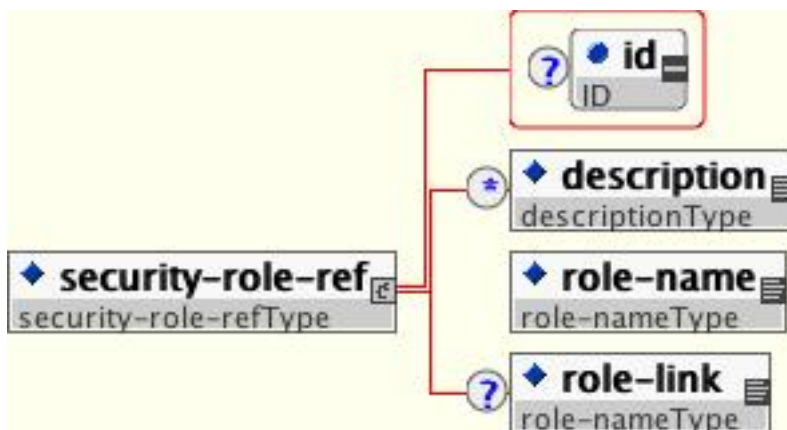 ? id
ID
* description
descriptionType
security-role-ref
security-role-refType
role-name
role-nameType
? role-link
role-nameType